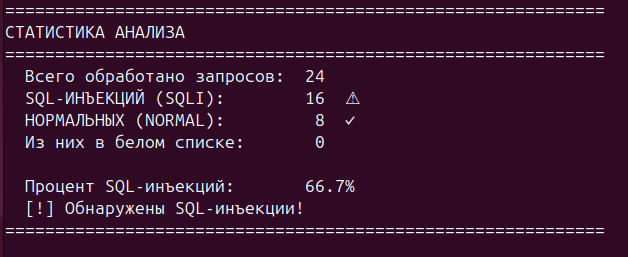 ============================================================
СТАТИСТИКА АНАЛИЗА
============================================================
Всего обработано запросов: 24
SQL-ИНЪЕКЦИЙ (SQLI): 16 ⚠
НОРМАЛЬНЫХ (NORMAL): 8 ✓
Из них в белом списке: 0
Процент SQL-инъекций: 66.7%
[!] Обнаружены SQL-инъекции!
============================================================